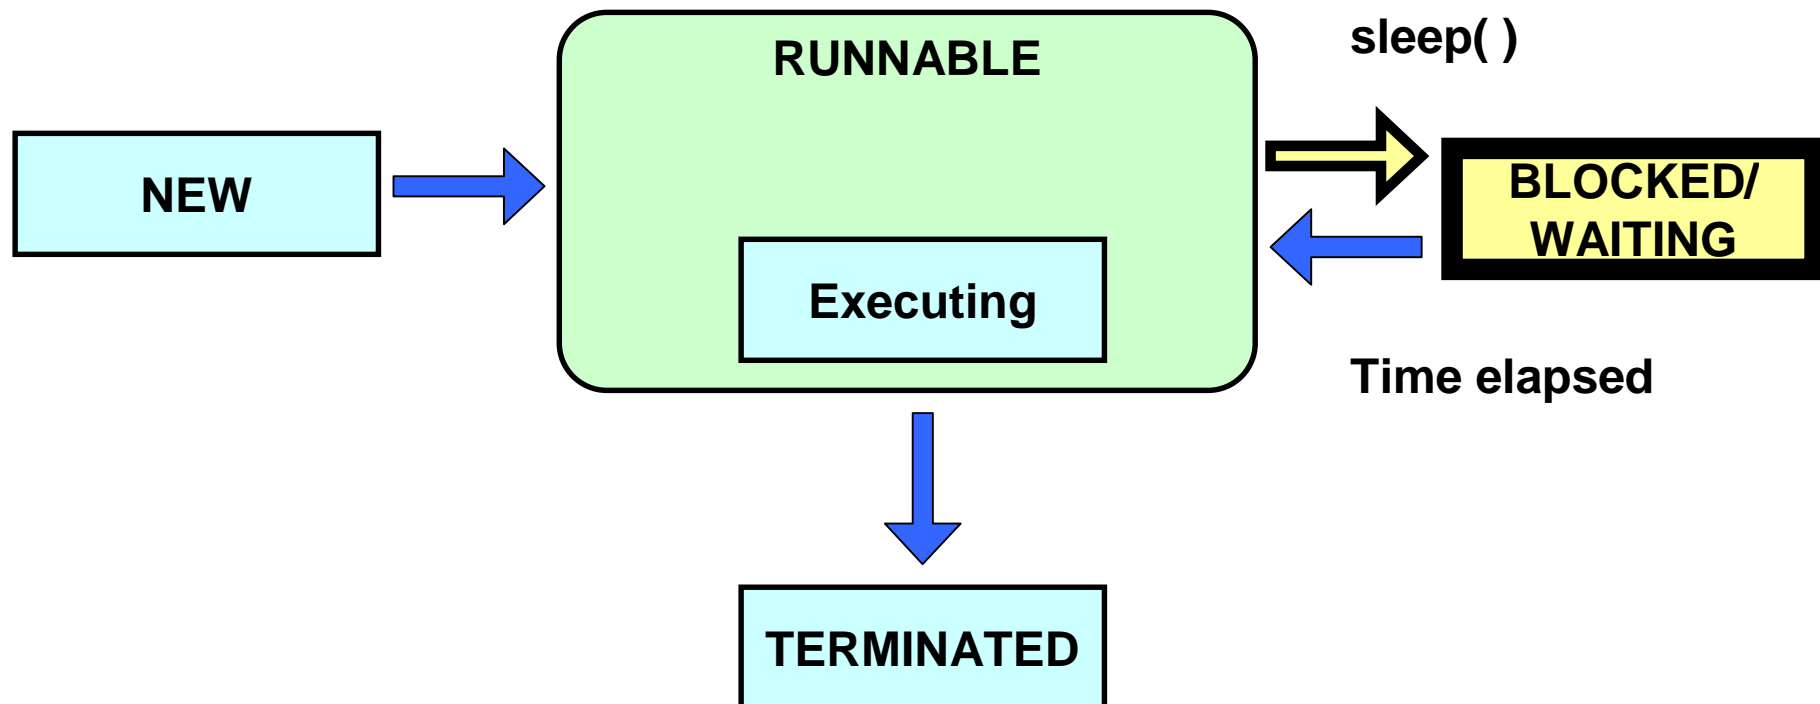 RUNNABLE
sleep( )
NEW
BLOCKED/
WAITING
Executing
Time elapsed
TERMINATED